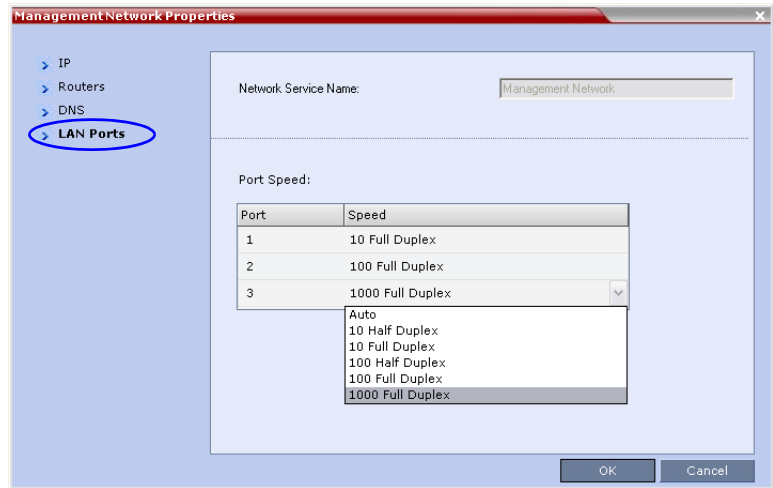 Management Network Properties
IP
Routers
DNS
LAN Ports
Network Service Name: Management Network
Port Speed:
Port Speed
1 10 Full Duplex
2 100 Full Duplex
3 1000 Full Duplex
Auto
10 Half Duplex
10 Full Duplex
100 Half Duplex
100 Full Duplex
1000 Full Duplex
OK Cancel